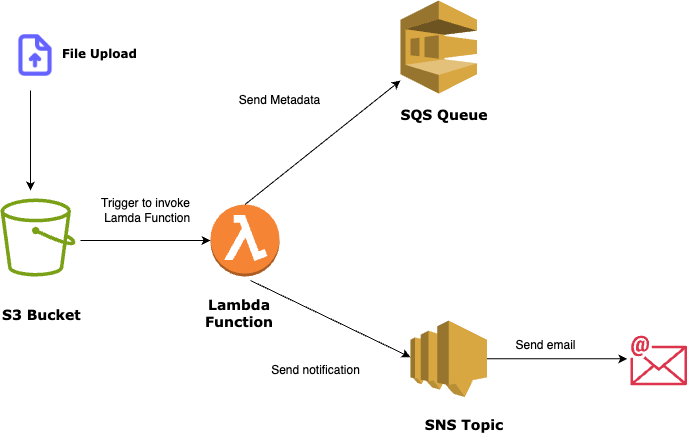 File Upload
Send Metadata
SQS Queue
Trigger to invoke
Lamda Function
S3 Bucket
Lambda
Function
Send notification
Send email
@
SNS Topic